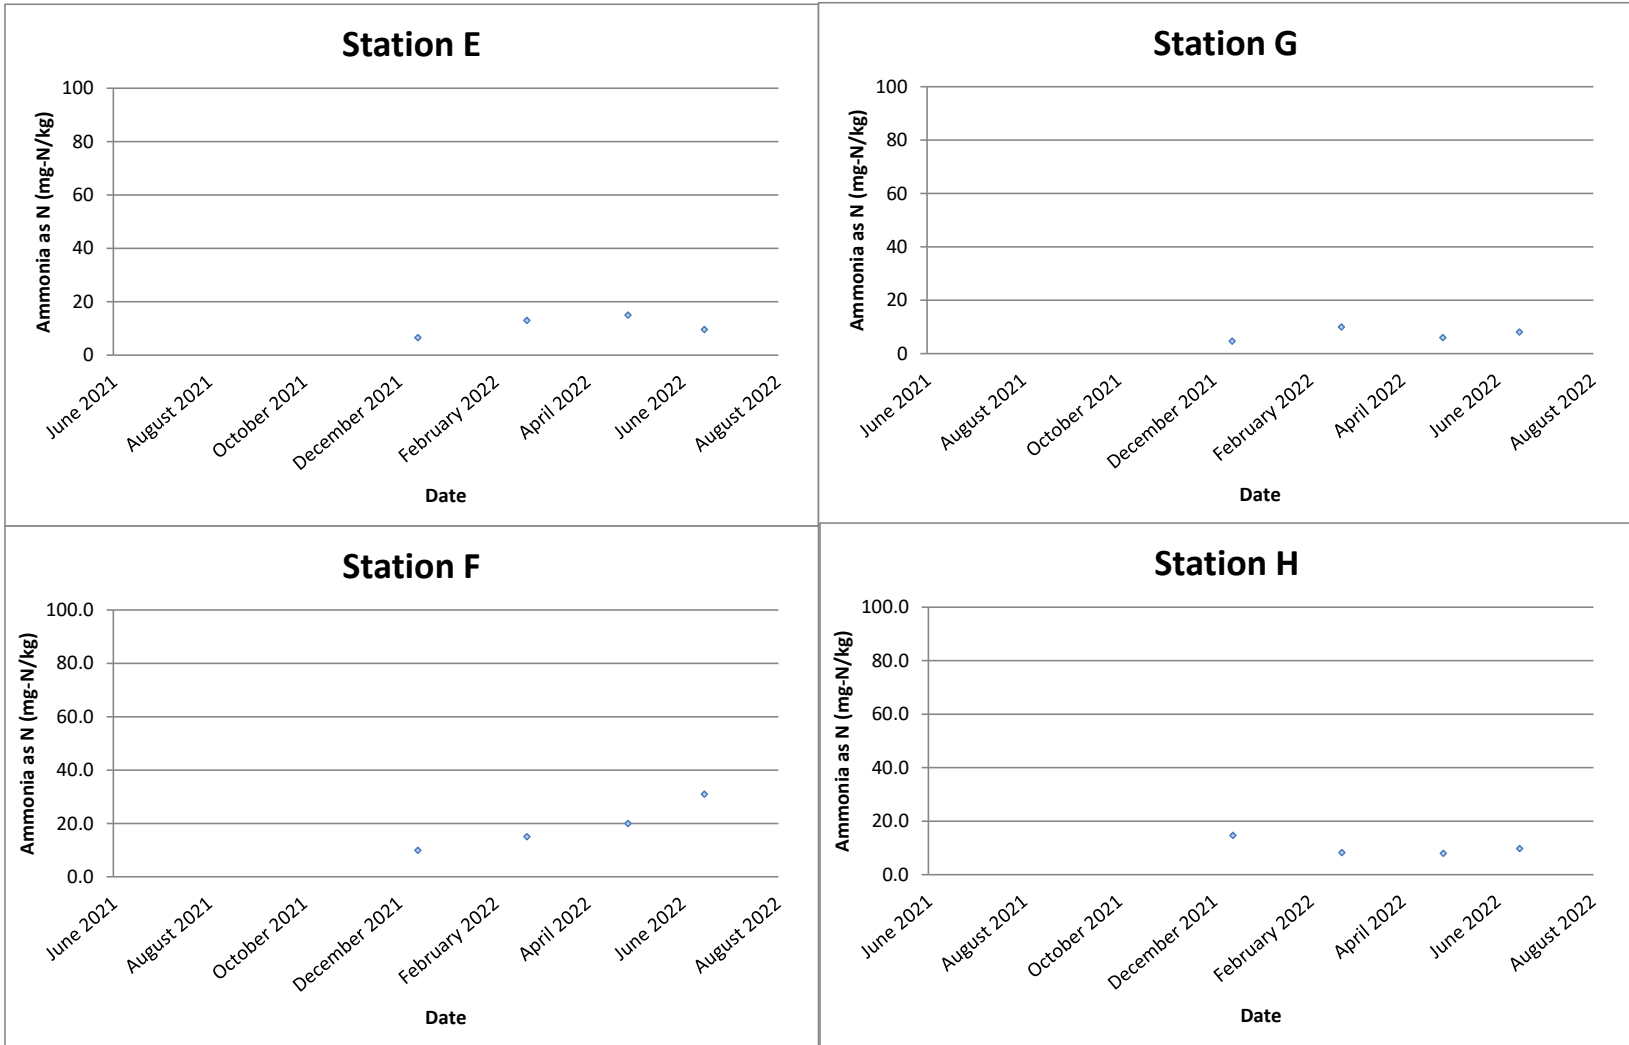 Station E
Ammonia as N (mg-N/kg)
100
80
60
40
20
0
June 2021
August 2021
October 2021
December 2021
February 2022
April 2022
June 2022
August 2022
Date
Station G
Ammonia as N (mg-N/kg)
100
80
60
40
20
0
June 2021
August 2021
October 2021
December 2021
February 2022
April 2022
June 2022
August 2022
Date
Station F
Ammonia as N (mg-N/kg)
100.0
80.0
60.0
40.0
20.0
0.0
June 2021
August 2021
October 2021
December 2021
February 2022
April 2022
June 2022
August 2022
Date
Station H
Ammonia as N (mg-N/kg)
100.0
80.0
60.0
40.0
20.0
0.0
June 2021
August 2021
October 2021
December 2021
February 2022
April 2022
June 2022
August 2022
Date